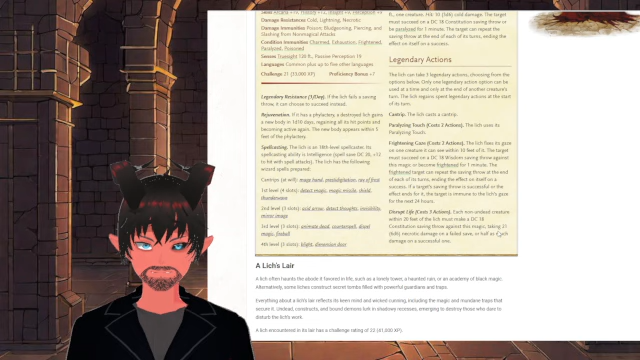 Damage Resistances Cold, Lightning, Necrotic
Damage Immunities Poison; Bludgeoning, Piercing, and
Slashing from Nonmagical Attacks
Condition Immunities Charmed, Exhaustion, Frightened,
Paralyzed, Poisoned
Senses Truesight 120 ft., Passive Perception 19
Languages Common plus up to five other languages
Challenge 21 (33,000 XP) Proficiency Bonus +7
Legendary Resistance (3/Day). If the lich fails a saving
throw, it can choose to succeed instead.
Rejuvenation. If it has a phylactery, a destroyed lich gains
a new body in 1d10 days, regaining all its hit points and
becoming active again. The new body appears within 5
feet of the phylactery.
Spellcasting. The lich is an 18th-level spellcaster. Its
spellcasting ability is Intelligence (spell save DC 20, +12
to hit with spell attacks). The lich has the following
wizard spells prepared:
Cantrips (at will): mage hand, prestidigitation, ray of frost
1st level (4 slots): detect magic, magic missile, shield,
thunderwave
2nd level (3 slots): acid arrow, detect thoughts, invisibility,
mirror image
3rd level (3 slots): animate dead, counterspell, dispel
magic, fireball
4th level (3 slots): blight, dimension door
(3d6) cold damage. The target
must succeed on a DC 18 Constitution saving throw or
be paralyzed for 1 minute. The target can repeat the
saving throw at the end of each of its turns, ending the
effect on itself on a success.
Legendary Actions
The lich can take 3 legendary actions, choosing from the
options below. Only one legendary action option can be
used at a time and only at the end of another creature's
turn. The lich regains spent legendary actions at the start
of its turn.
Cantrip. The lich casts a cantrip.
Paralyzing Touch (Costs 2 Actions). The lich uses its
Paralyzing Touch.
Frightening Gaze (Costs 2 Actions). The lich fixes its gaze
on one creature it can see within 10 feet of it. The target
must succeed on a DC 18 Wisdom saving throw against
this magic or become frightened for 1 minute. The
frightened target can repeat the saving throw at the end
of each of its turns, ending the effect on itself on a
success. If a target's saving throw is successful or the
effect ends for it, the target is immune to the lich's gaze
for the next 24 hours.
Disrupt Life (Costs 3 Actions). Each non-undead creature
within 20 feet of the lich must make a DC 18
Constitution saving throw against this magic, taking 21
(6d6) necrotic damage on a failed save, or half as much
damage on a successful one.
A Lich's Lair
A lich often haunts the abode it favored in life, such as a lonely tower, a haunted ruin, or an academy of black magic.
Alternatively, some liches construct secret tombs filled with powerful guardians and traps.
Everything about a lich's lair reflects its keen mind and wicked cunning, including the magic and mundane traps that
secure it. Undead, constructs, and bound demons lurk in shadowy recesses, emerging to destroy those who dare to
disturb the lich's work.
A lich encountered in its lair has a challenge rating of 22 (41,000 XP).